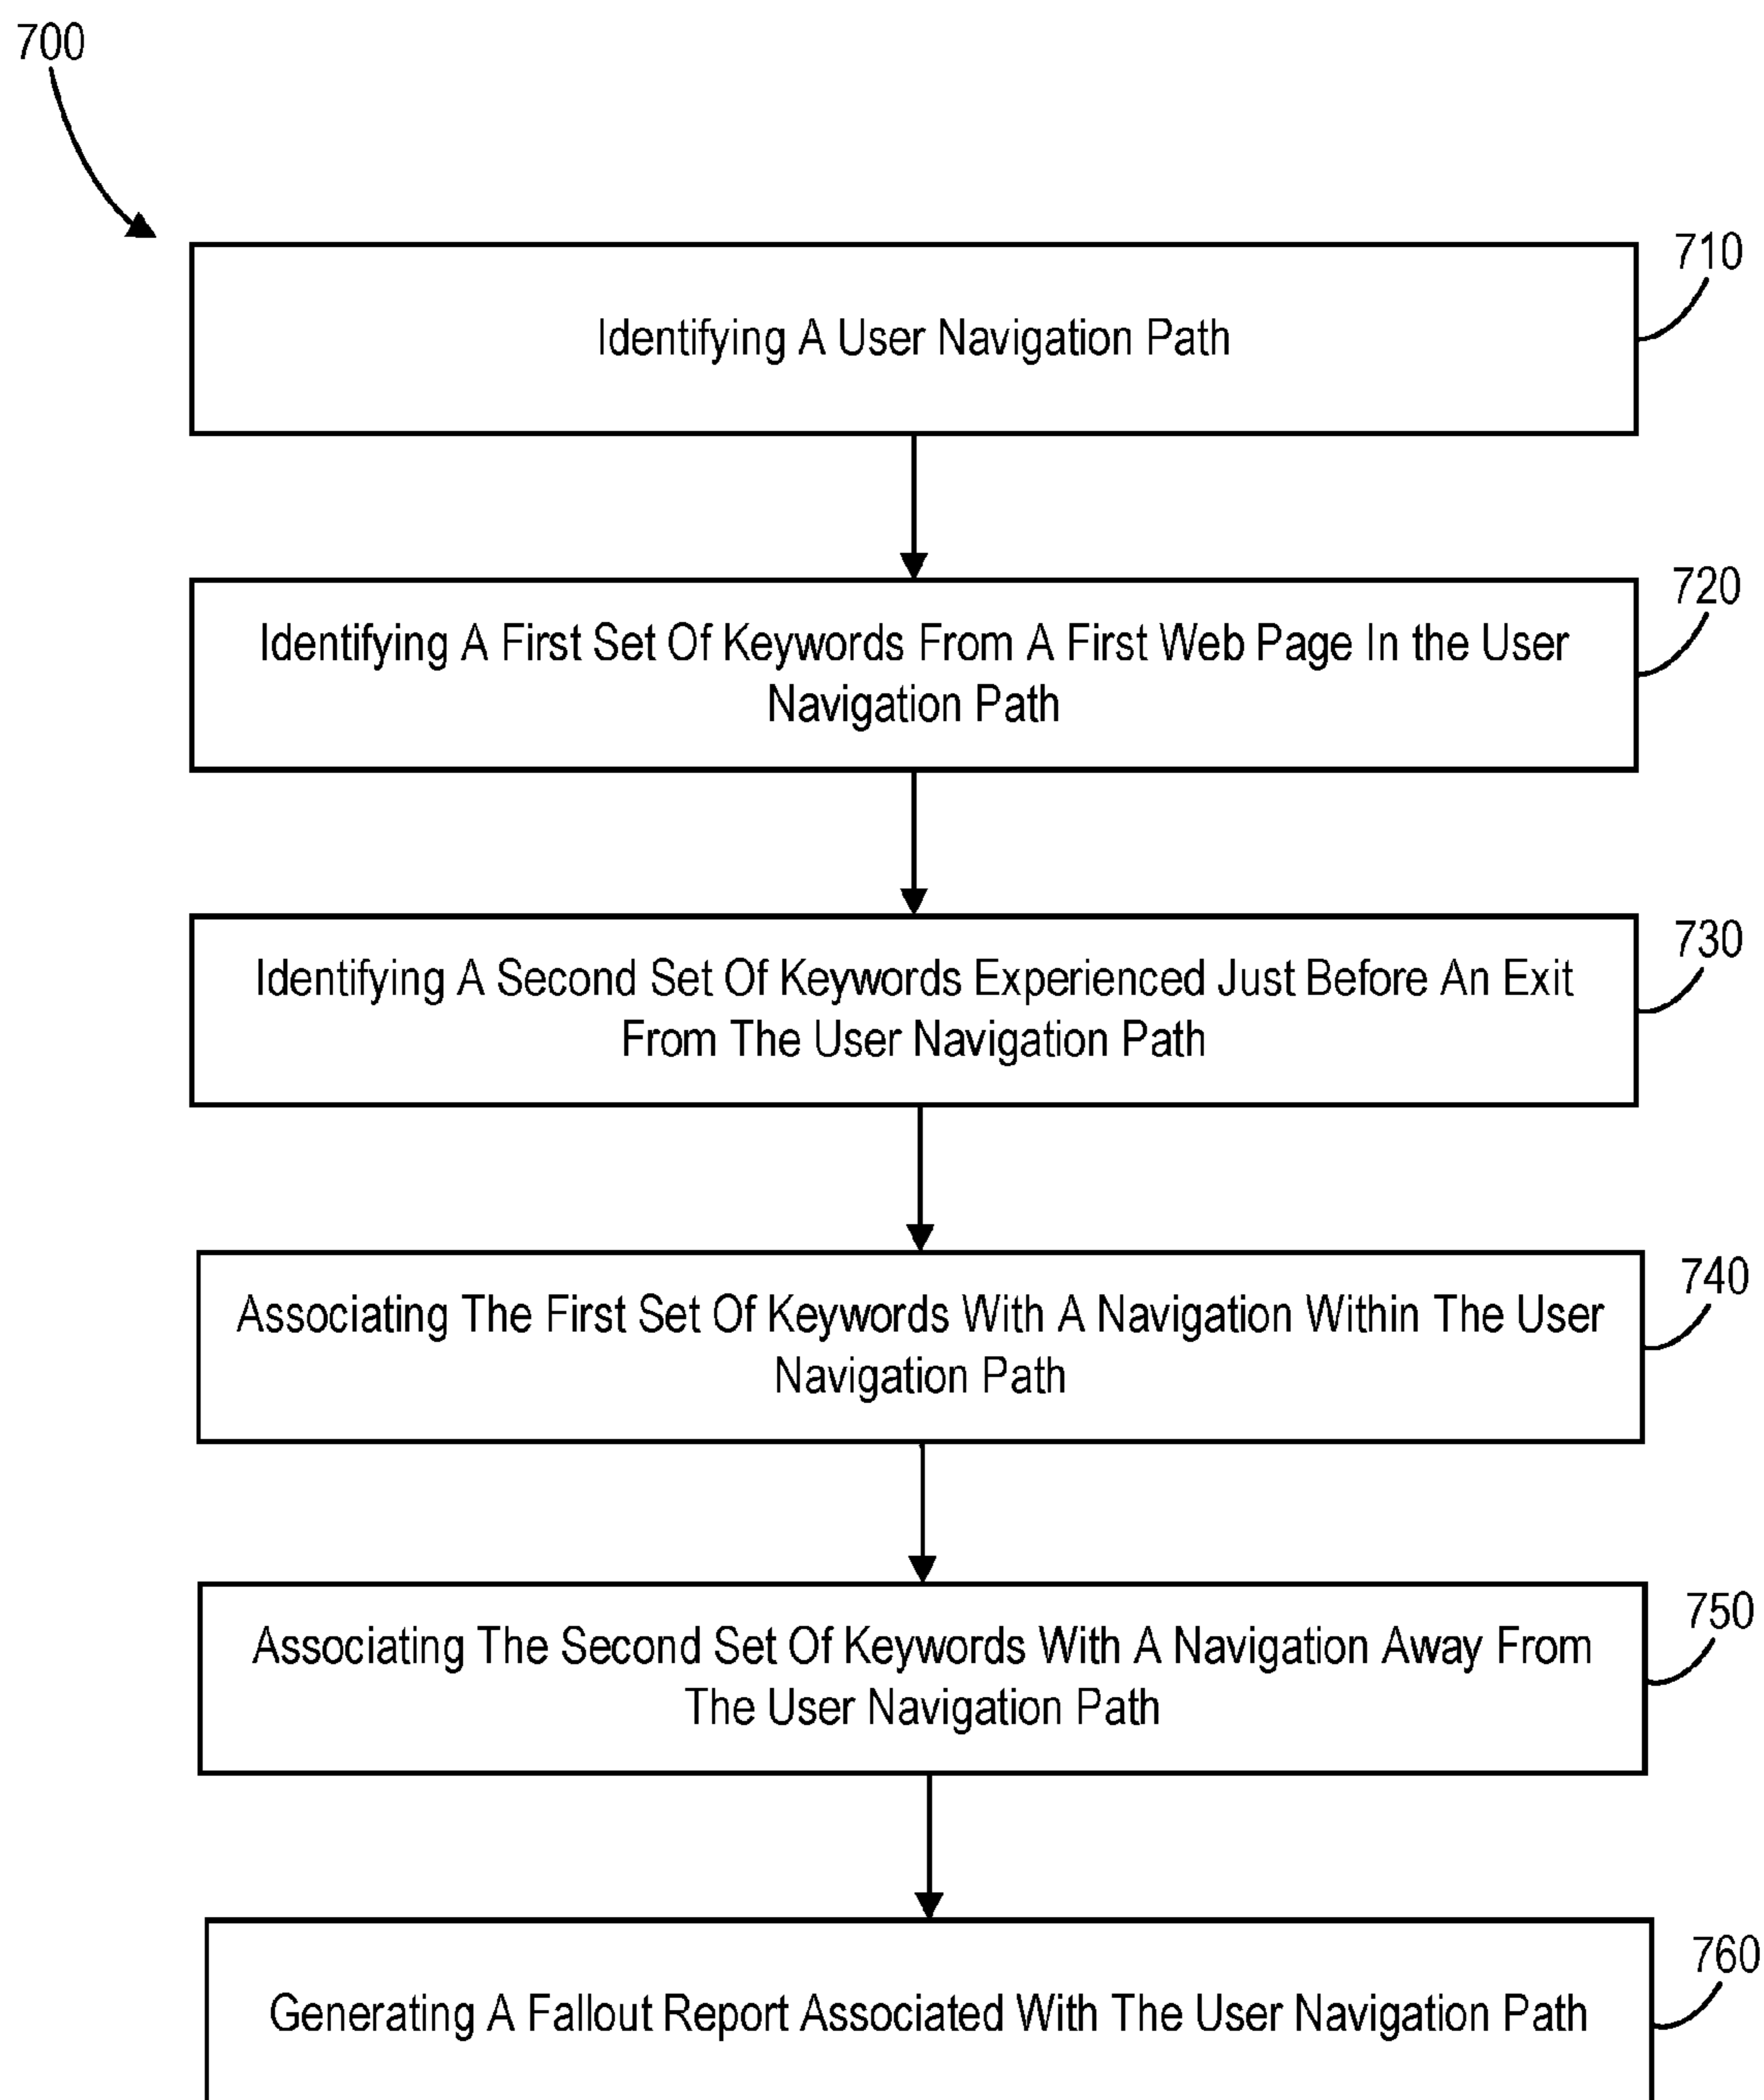 700
710
Identifying A User Navigation Path
720
Identifying A First Set Of Keywords From A First Web Page In the User
Navigation Path
730
Identifying A Second Set Of Keywords Experienced Just Before An Exit
From The User Navigation Path
740
Associating The First Set Of Keywords With A Navigation Within The User
Navigation Path
750
Associating The Second Set Of Keywords With A Navigation Away From
The User Navigation Path
760
Generating A Fallout Report Associated With The User Navigation Path